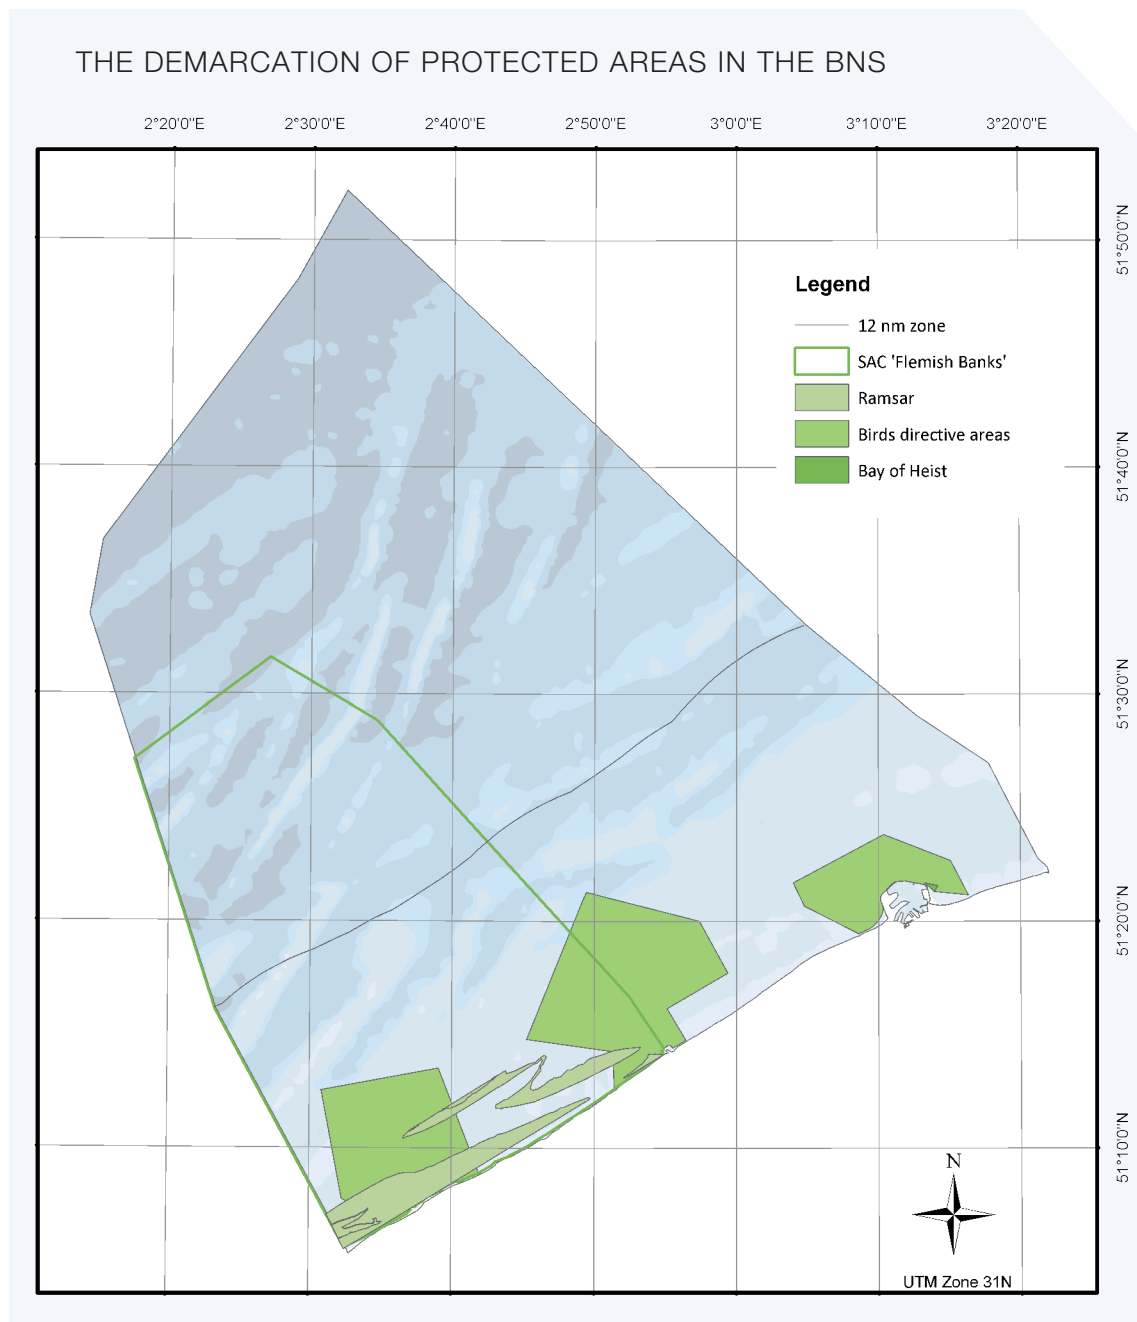 THE DEMARCATION OF PROTECTED AREAS IN THE BNS
2°20'0"E 2°30'0"E 2°40'0"E 2°50'0"E 3°0'0"E 3°10'0"E 3°20'0"E
51°50'0"N
Legend
12 nm zone
SAC 'Flemish Banks'
Ramsar
Birds directive areas
Bay of Heist
51°40'0"N
51°30'0"N
51°20'0"N
51°10'0"N
N
UTM Zone 31N